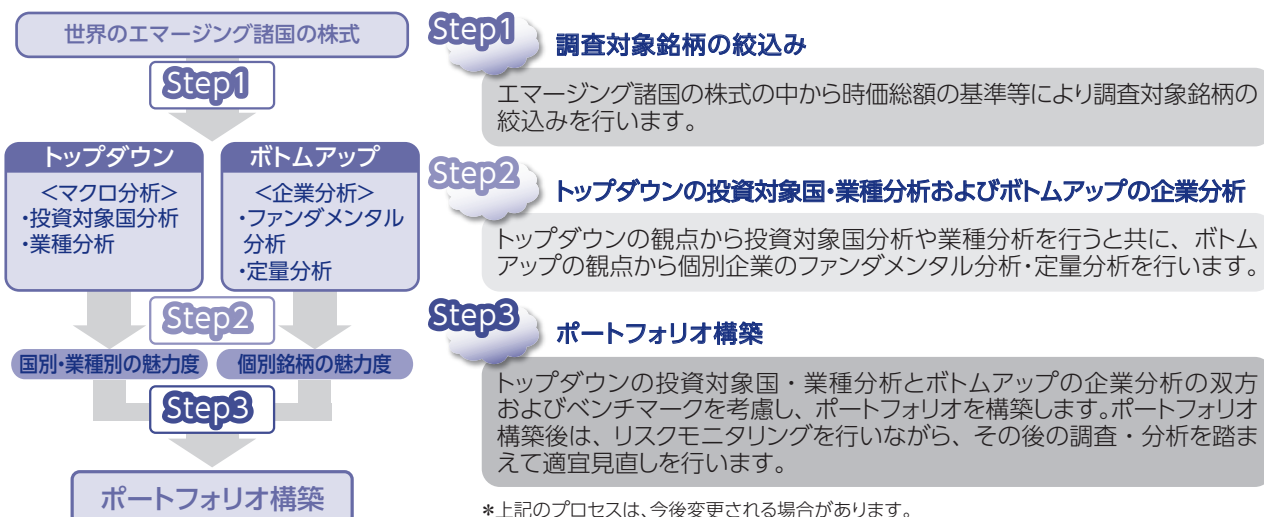 世界のエマージング諸国の株式
Step1
トップダウン
<マクロ分析>
・投資対象国分析
・業種分析
ボトムアップ
<企業分析>
・ファンダメンタル
分析
・定量分析
Step2
国別・業種別の魅力度
個別銘柄の魅力度
Step3
ポートフォリオ構築
Step1
調査対象銘柄の絞込み
エマージング諸国の株式の中から時価総額の基準等により調査対象銘柄の
絞込みを行います。
Step2
トップダウンの投資対象国・業種分析およびボトムアップの企業分析
トップダウンの観点から投資対象国分析や業種分析を行うと共に、ボトム
アップの観点から個別企業のファンダメンタル分析・定量分析を行います。
Step3
ポートフォリオ構築
トップダウンの投資対象国・業種分析とボトムアップの企業分析の双方
およびベンチマークを考慮し、ポートフォリオを構築します。ポートフォリオ
構築後は、リスクモニタリングを行いながら、その後の調査・分析を踏ま
えて適宜見直しを行います。
＊上記のプロセスは、今後変更される場合があります。